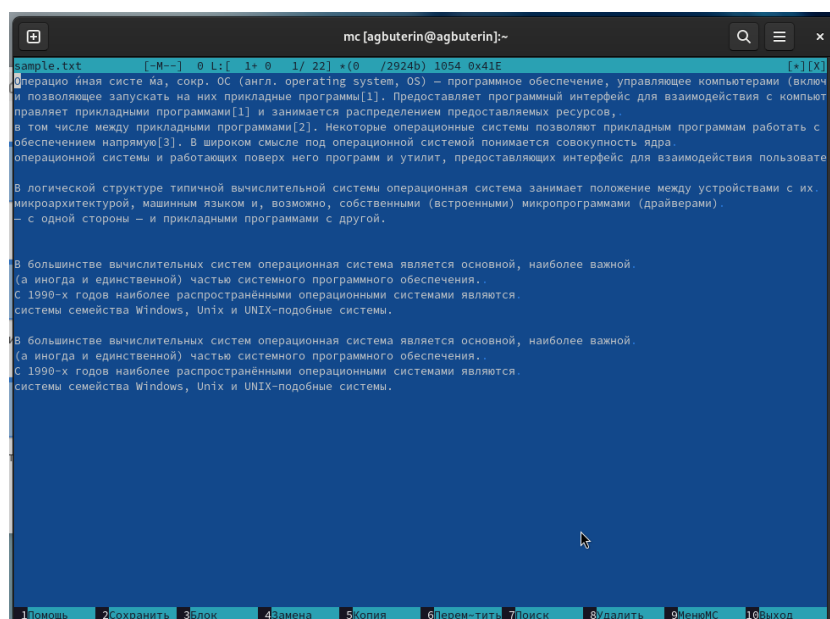 mc [agbuterin@agbuterin]:~
sample.txt [-M--] 0 L:[ 1+ 0 1/ 22] *(0 /2924b) 1054 0x41E [*][X]
Операцио́нная систе́ма, сокр. ОС (англ. operating system, OS) — программное обеспечение, управляющее компьютерами (включ
и позволяющее запускать на них прикладные программы[1]. Предоставляет программный интерфейс для взаимодействия с компьют
правляет прикладными программами[1] и занимается распределением предоставляемых ресурсов,.
в том числе между прикладными программами[2]. Некоторые операционные системы позволяют прикладным программам работать с
обеспечением напрямую[3]. В широком смысле под операционной системой понимается совокупность ядра.
операционной системы и работающих поверх него программ и утилит, предоставляющих интерфейс для взаимодействия пользовате
В логической структуре типичной вычислительной системы операционная система занимает положение между устройствами с их.
микроархитектурой, машинным языком и, возможно, собственными (встроенными) микропрограммами (драйверами).
— с одной стороны — и прикладными программами с другой.
В большинстве вычислительных систем операционная система является основной, наиболее важной.
(а иногда и единственной) частью системного программного обеспечения..
С 1990-х годов наиболее распространёнными операционными системами являются.
системы семейства Windows, Unix и UNIX-подобные системы.
В большинстве вычислительных систем операционная система является основной, наиболее важной.
(а иногда и единственной) частью системного программного обеспечения..
С 1990-х годов наиболее распространёнными операционными системами являются.
системы семейства Windows, Unix и UNIX-подобные системы.
1Помощь 2Сохранить 3Блок 4Замена 5Копия 6Перем~тить 7Поиск 8Удалить 9МенюMC 10Выход